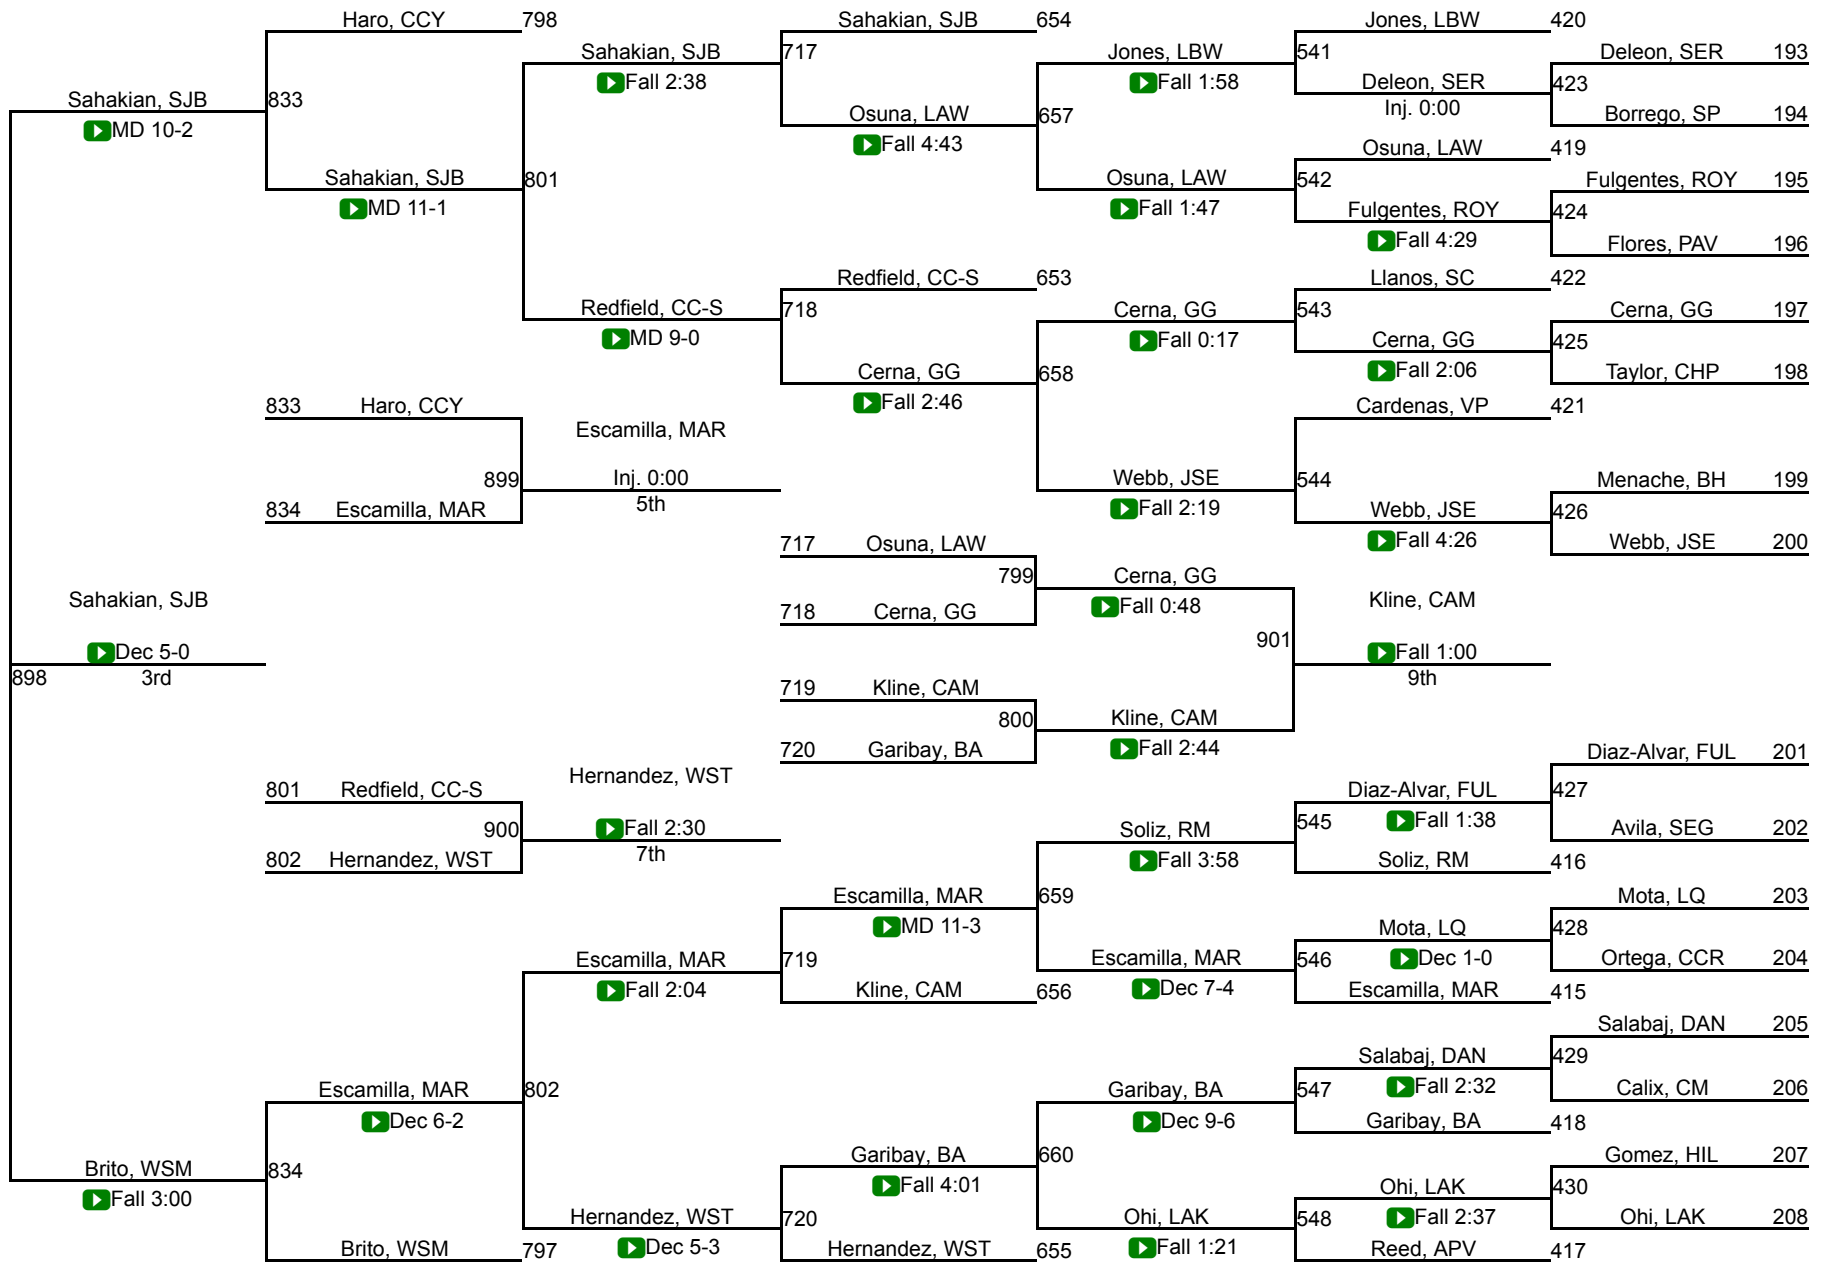 Haro, CCY 798 Sahakian, SJB 654 Jones, LBW 420
Sahakian, SJB 717 Jones, LBW 541 Deleon, SER 193
Fall 2:38 Fall 1:58 Deleon, SER 423
Sahakian, SJB 833 Inj. 0:00
MD 10-2 Osuna, LAW 657 Borrego, SP 194
Fall 4:43 Osuna, LAW 419
Sahakian, SJB 801 Osuna, LAW 542 Fulgentes, ROY 195
MD 11-1 Fall 1:47 Fulgentes, ROY 424
Fall 4:29 Flores, PAV 196
Redfield, CC-S 653 Llanos, SC 422
Redfield, CC-S 718 Cerna, GG 543 Cerna, GG 197
MD 9-0 Fall 0:17 Cerna, GG 425
Cerna, GG 658 Fall 2:06 Taylor, CHP 198
Fall 2:46
833 Haro, CCY Cardenas, VP 421
Escamilla, MAR
899 Inj. 0:00 Webb, JSE 544 Menache, BH 199
5th
834 Escamilla, MAR Fall 2:19 Webb, JSE 426
Fall 4:26 Webb, JSE 200
717 Osuna, LAW
799 Cerna, GG
Sahakian, SJB Fall 0:48 Kline, CAM
718 Cerna, GG
901
Dec 5-0 Fall 1:00
898 3rd 9th
719 Kline, CAM
800 Kline, CAM
720 Garibay, BA Fall 2:44 Diaz-Alvar, FUL 201
Hernandez, WST
801 Redfield, CC-S Diaz-Alvar, FUL 427
900 Fall 2:30 Soliz, RM 545 Fall 1:38 Avila, SEG 202
7th
802 Hernandez, WST Fall 3:58 Soliz, RM 416
Escamilla, MAR 659 Mota, LQ 203
MD 11-3 Mota, LQ 428
Escamilla, MAR 719 Escamilla, MAR 546 Dec 1-0 Ortega, CCR 204
Fall 2:04 Kline, CAM 656 Dec 7-4 Escamilla, MAR 415
Salabaj, DAN 205
Salabaj, DAN 429
Escamilla, MAR 802 Garibay, BA 547 Fall 2:32 Calix, CM 206
Dec 6-2 Dec 9-6 Garibay, BA 418
Garibay, BA 660 Gomez, HIL 207
Brito, WSM 834 Fall 4:01 Ohi, LAK 430
Fall 3:00
Hernandez, WST 720 Ohi, LAK 548 Fall 2:37 Ohi, LAK 208
Brito, WSM 797 Dec 5-3 Hernandez, WST 655 Fall 1:21 Reed, APV 417